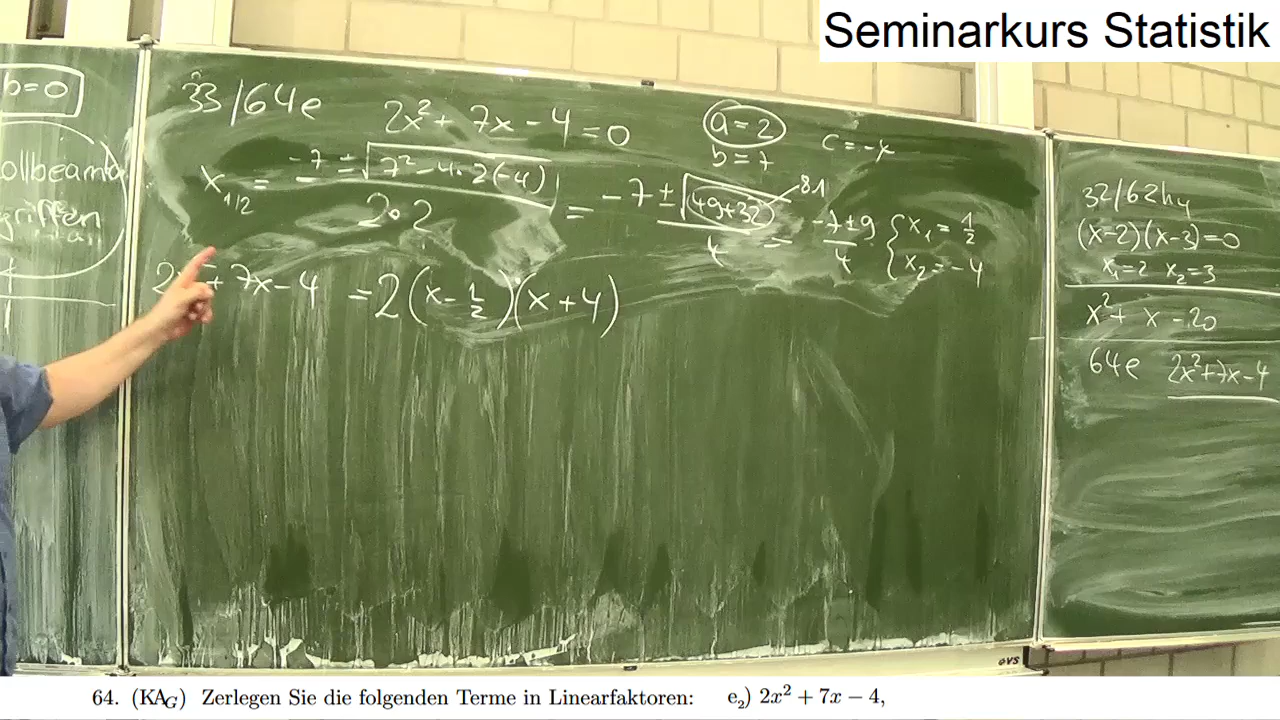 Seminarkurs Statistik
b=0
griffen
33/64e
2x²+ 7x-4=0
a=2
b=7
c=-4
x₁/₂ = (-7 ± √(7²-4·2(-4)))/(2·2) = (-7 ± √(49+32))/4 = (-7±9)/4 { x₁=1/2
81
x₂=-4
2x²+7x-4 =2(x-1/2)(x+4)
32/62hy
(x-2)(x-3)=0
x₁=2 x₂=3
x²+ x -20
64e 2x²+7x-4
ovs
64. (KA_G) Zerlegen Sie die folgenden Terme in Linearfaktoren: e₂) 2x² + 7x − 4,